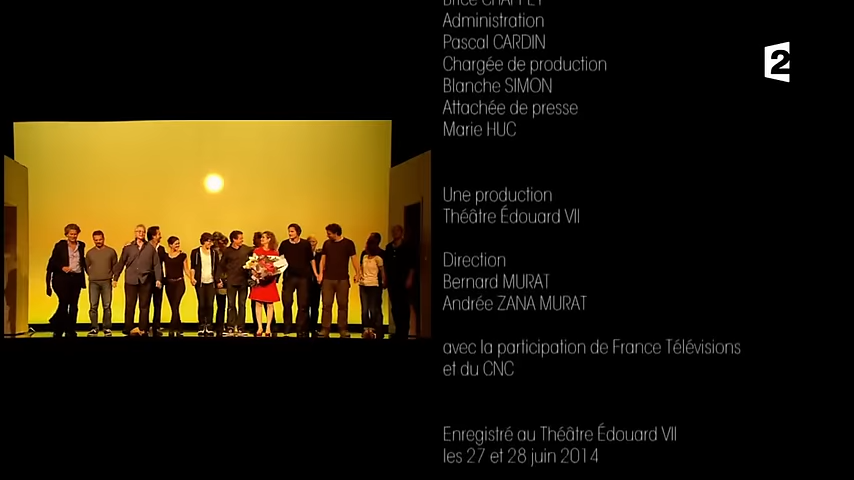 Administration
Pascal CARDIN
Chargée de production
Blanche SIMON
Attachée de presse
Marie HUC
Une production
Théâtre Édouard VII
Direction
Bernard MURAT
Andrée ZANA MURAT
avec la participation de France Télévisions
et du CNC
Enregistré au Théâtre Édouard VII
les 27 et 28 juin 2014
2